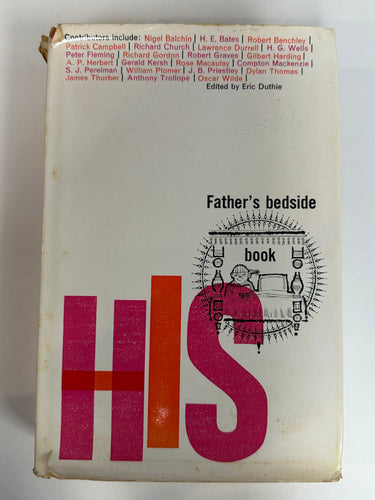 Contributors include: Nigel Balchin | H. E. Bates | Robert Benchley |
Patrick Campbell | Richard Church | Lawrence Durrell | H. G. Wells |
Peter Fleming | Richard Gordon | Robert Graves | Gilbert Harding |
A. P. Herbert | Gerald Kersh | Rose Macaulay | Compton Mackenzie |
S. J. Perelman | William Plomer | J. B. Priestley | Dylan Thomas |
James Thurber | Anthony Trollope | Oscar Wilde |
Edited by Eric Duthie
Father's bedside
book
HIS